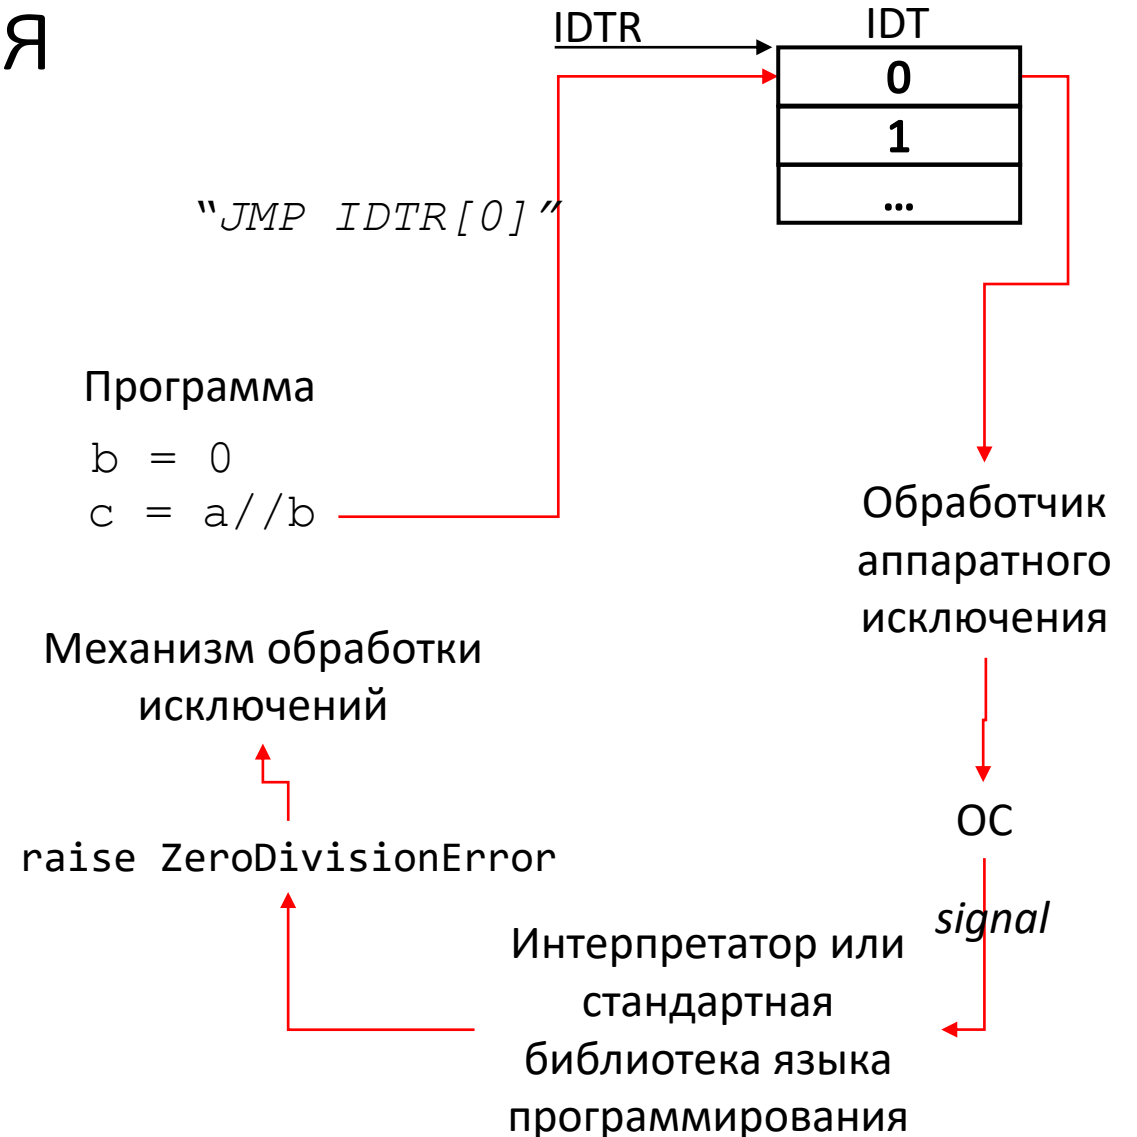 Я
IDTR
IDT
0
1
...
“JMP IDTR[0]”
Программа
b = 0
c = a//b
Обработчик
аппаратного
исключения
Механизм обработки
исключений
ОС
raise ZeroDivisionError
signal
Интерпретатор или
стандартная
библиотека языка
программирования